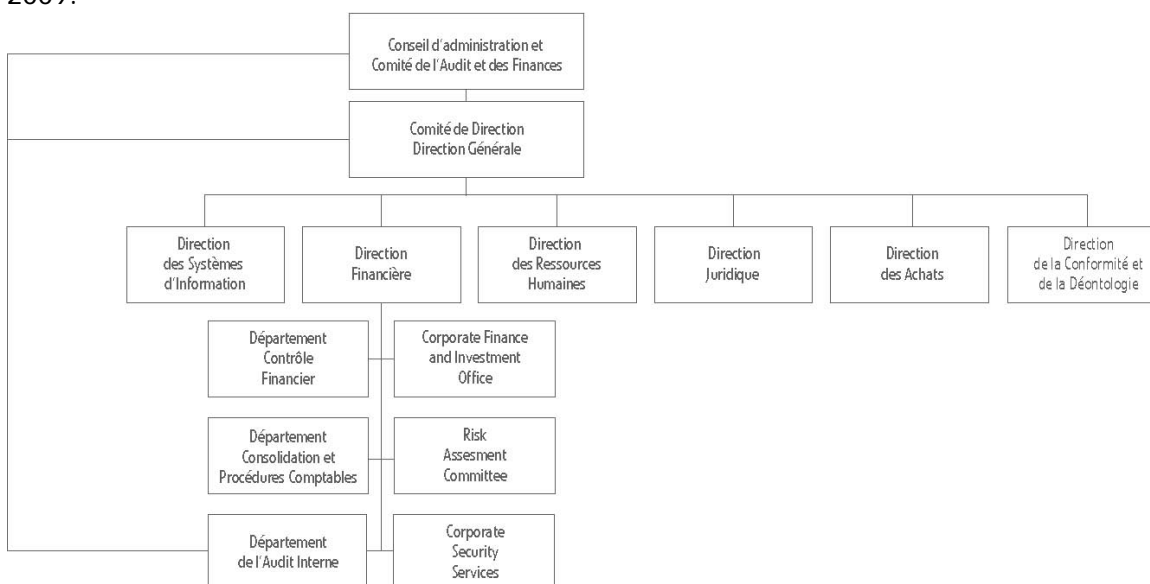 Conseil d'administration et
Comité de l'Audit et des Finances
Comité de Direction
Direction Générale
Direction
des Systèmes
d'Information
Direction
Financière
Direction
des Ressources
Humaines
Direction
Juridique
Direction
des Achats
Direction
de la Conformité et
de la Déontologie
Département
Contrôle
Financier
Corporate Finance
and Investment
Office
Département
Consolidation et
Procédures Comptables
Risk
Assesment
Committee
Département
de l'Audit Interne
Corporate
Security
Services